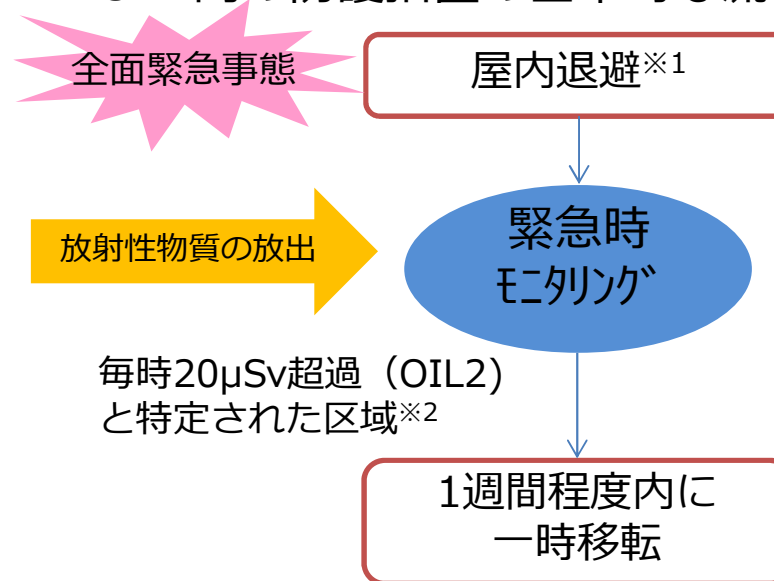 全面緊急事態
屋内退避※1
放射性物質の放出
緊急時
ﾓﾆﾀﾘﾝｸﾞ
毎時20μSv超過（OIL2)
と特定された区域※2
1週間程度内に
一時移転